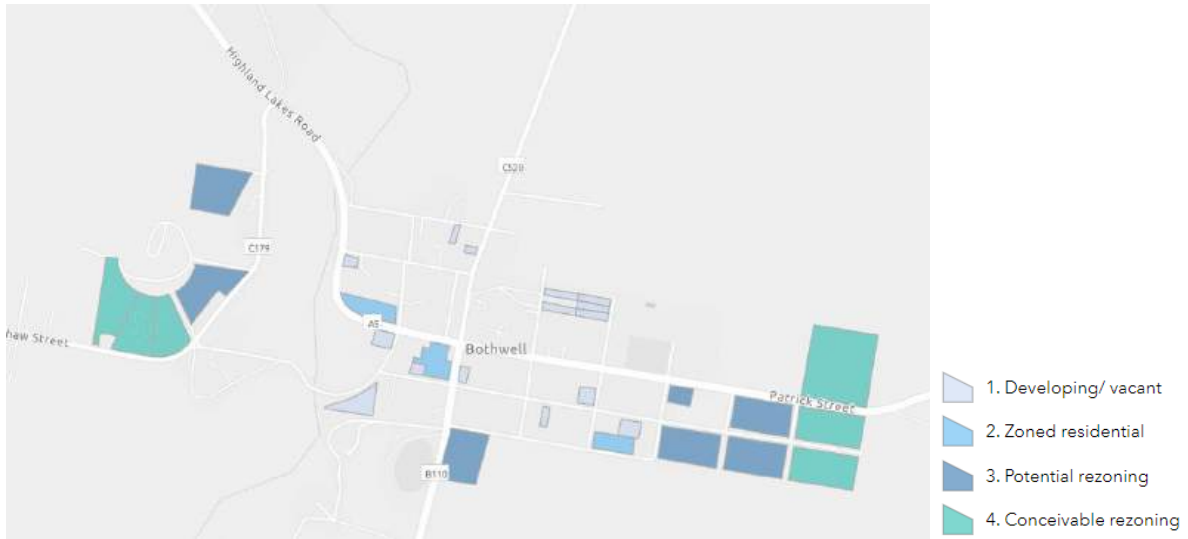 Highland Lakes Road
C520
C179
haw Street
A5
Bothwell
Patrick Street
B110
1. Developing/ vacant
2. Zoned residential
3. Potential rezoning
4. Conceivable rezoning